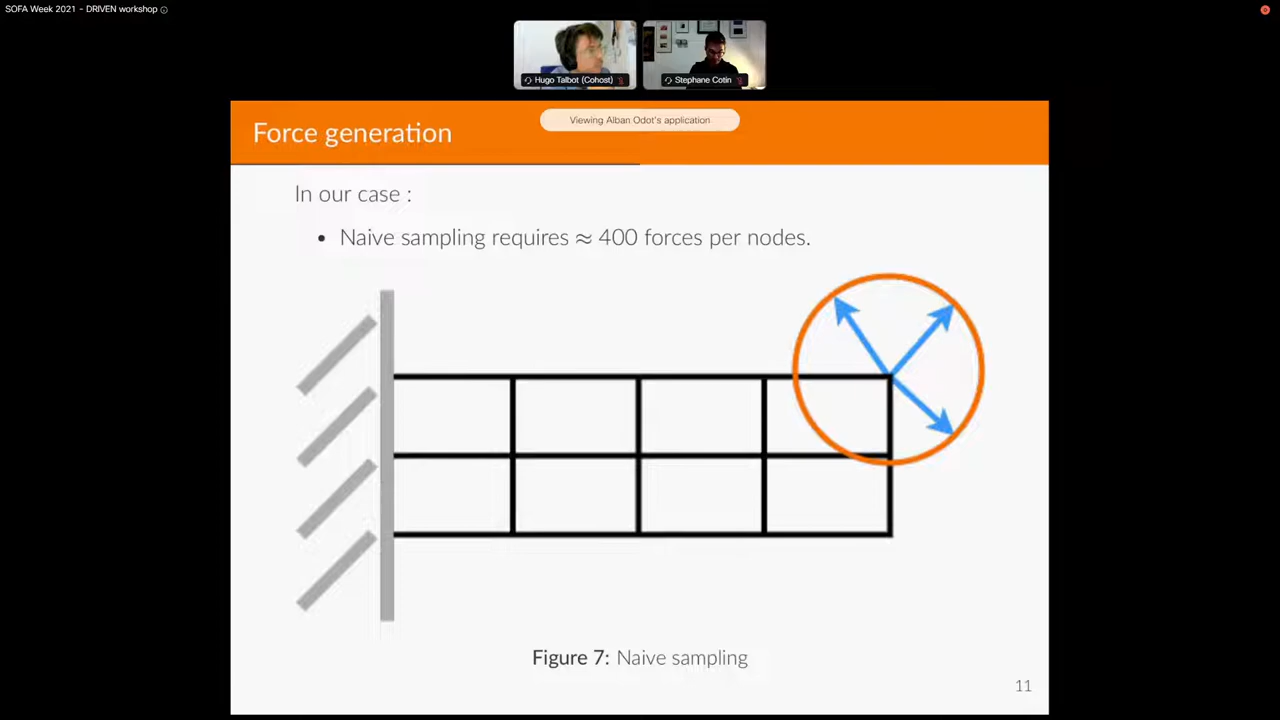 SOFA Week 2021 - DRIVEN workshop
Hugo Talbot (Cohost)
Stephane Cotin
Viewing Alban Odot's application
Force generation
In our case :
• Naive sampling requires ≈ 400 forces per nodes.
Figure 7: Naive sampling
11